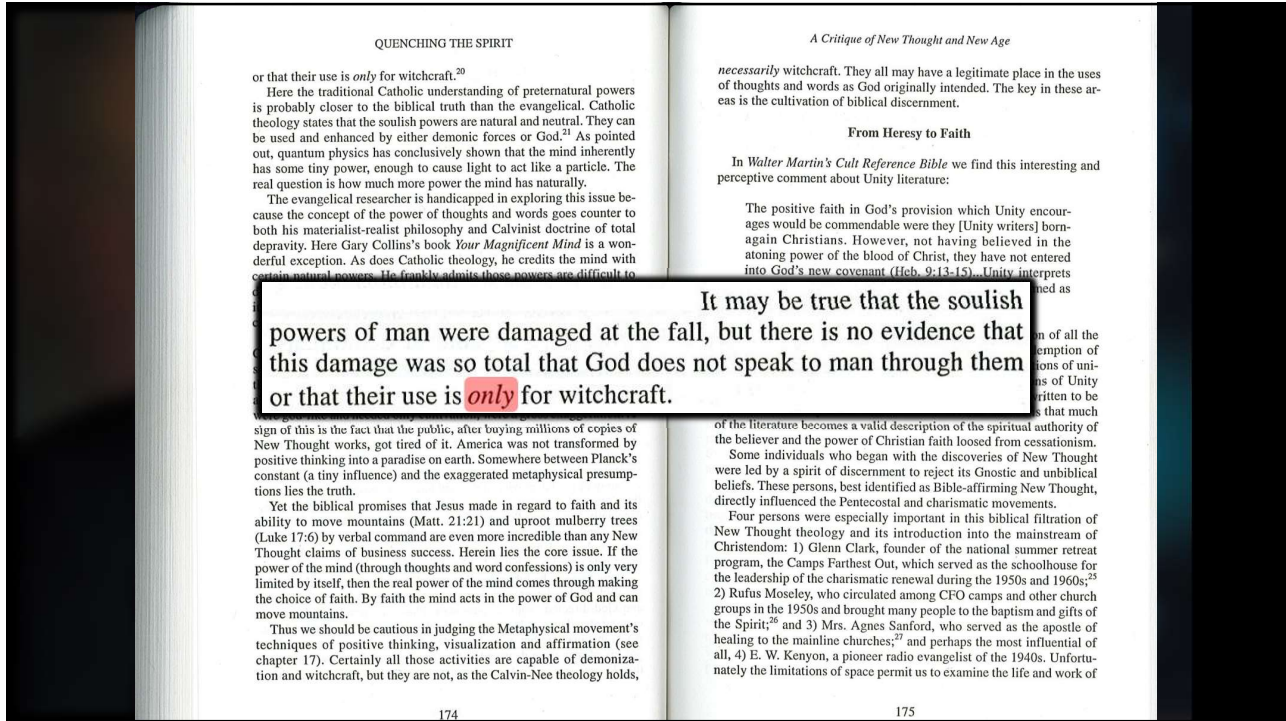 QUENCHING THE SPIRIT
or that their use is only for witchcraft.20
Here the traditional Catholic understanding of preternatural powers
is probably closer to the biblical truth than the evangelical. Catholic
theology states that the soulish powers are natural and neutral. They can
be used and enhanced by either demonic forces or God.21 As pointed
out, quantum physics has conclusively shown that the mind inherently
has some tiny power, enough to cause light to act like a particle. The
real question is how much more power the mind has naturally.
The evangelical researcher is handicapped in exploring this issue be-
cause the concept of the power of thoughts and words goes counter to
both his materialist-realist philosophy and Calvinist doctrine of total
depravity. Here Gary Collins's book Your Magnificent Mind is a won-
derful exception. As does Catholic theology, he credits the mind with
certain natural powers. He frankly admits those powers are difficult to
It may be true that the soulish
powers of man were damaged at the fall, but there is no evidence that
this damage was so total that God does not speak to man through them
or that their use is only for witchcraft.
sign of this is the fact that the public, after buying millions of copies of
New Thought works, got tired of it. America was not transformed by
positive thinking into a paradise on earth. Somewhere between Planck's
constant (a tiny influence) and the exaggerated metaphysical presump-
tions lies the truth.
Yet the biblical promises that Jesus made in regard to faith and its
ability to move mountains (Matt. 21:21) and uproot mulberry trees
(Luke 17:6) by verbal command are even more incredible than any New
Thought claims of business success. Herein lies the core issue. If the
power of the mind (through thoughts and word confessions) is only very
limited by itself, then the real power of the mind comes through making
the choice of faith. By faith the mind acts in the power of God and can
move mountains.
Thus we should be cautious in judging the Metaphysical movement's
techniques of positive thinking, visualization and affirmation (see
chapter 17). Certainly all those activities are capable of demoniza-
tion and witchcraft, but they are not, as the Calvin-Nee theology holds,
174
A Critique of New Thought and New Age
necessarily witchcraft. They all may have a legitimate place in the uses
of thoughts and words as God originally intended. The key in these ar-
eas is the cultivation of biblical discernment.
From Heresy to Faith
In Walter Martin's Cult Reference Bible we find this interesting and
perceptive comment about Unity literature:
The positive faith in God's provision which Unity encour-
ages would be commendable were they [Unity writers] born-
again Christians. However, not having believed in the
atoning power of the blood of Christ, they have not entered
into God's new covenant (Heb. 9:13-15)...Unity interprets
as
of all the
of
of uni-
of Unity
to be
that much
of the literature becomes a valid description of the spiritual authority of
the believer and the power of Christian faith loosed from cessationism.
Some individuals who began with the discoveries of New Thought
were led by a spirit of discernment to reject its Gnostic and unbiblical
beliefs. These persons, best identified as Bible-affirming New Thought,
directly influenced the Pentecostal and charismatic movements.
Four persons were especially important in this biblical filtration of
New Thought theology and its introduction into the mainstream of
Christendom: 1) Glenn Clark, founder of the national summer retreat
program, the Camps Farthest Out, which served as the schoolhouse for
the leadership of the charismatic renewal during the 1950s and 1960s;25
2) Rufus Moseley, who circulated among CFO camps and other church
groups in the 1950s and brought many people to the baptism and gifts of
the Spirit;26 and 3) Mrs. Agnes Sanford, who served as the apostle of
healing to the mainline churches;27 and perhaps the most influential of
all, 4) E. W. Kenyon, a pioneer radio evangelist of the 1940s. Unfortu-
nately the limitations of space permit us to examine the life and work of
175